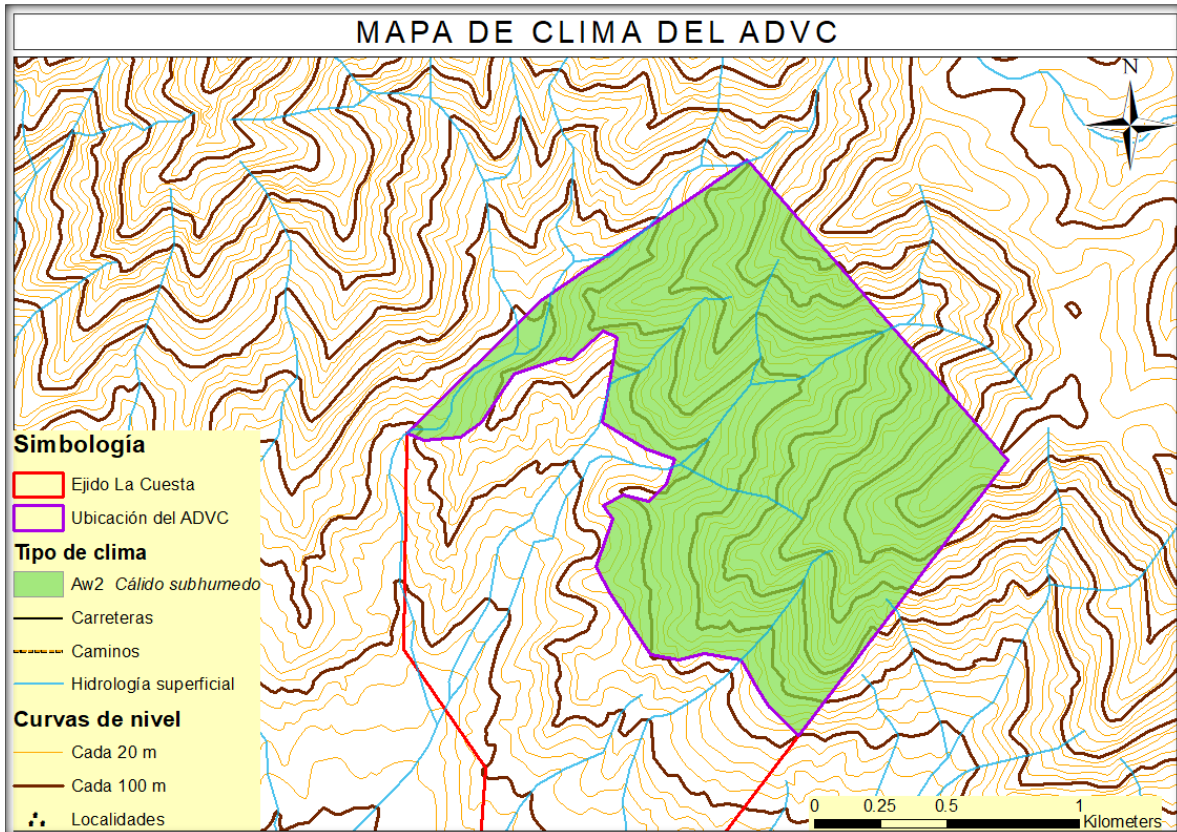 MAPA DE CLIMA DEL ADVC
N
Simbología
Ejido La Cuesta
Ubicación del ADVC
Tipo de clima
Aw2 Cálido subhumedo
Carreteras
Caminos
Hidrología superficial
Curvas de nivel
Cada 20 m
Cada 100 m
Localidades
0 0.25 0.5 1
Kilometers